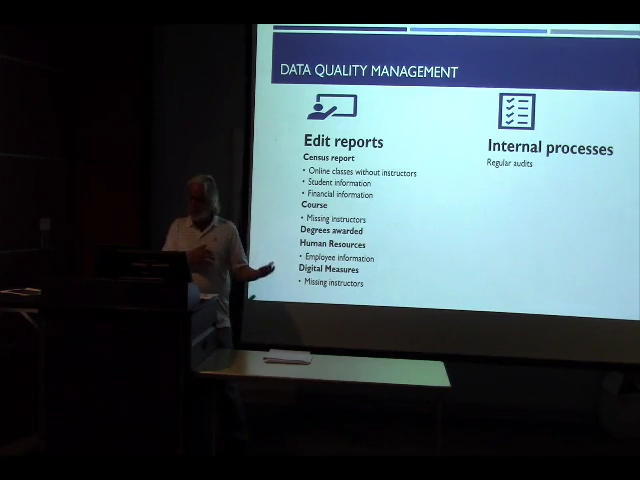 DATA QUALITY MANAGEMENT
Edit reports
Census report
• Online classes without instructors
• Student information
• Financial information
Course
• Missing instructors
Degrees awarded
Human Resources
• Employee information
Digital Measures
• Missing instructors
Internal processes
Regular audits